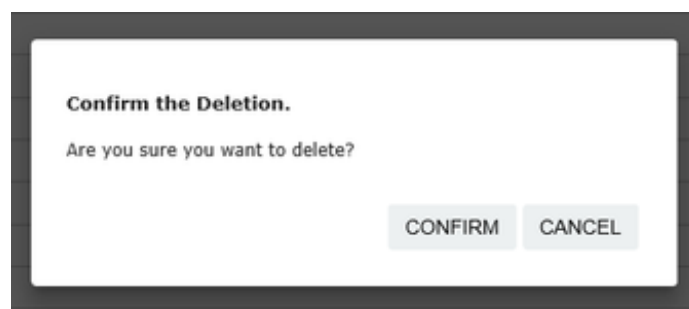 Confirm the Deletion.
Are you sure you want to delete?
CONFIRM CANCEL